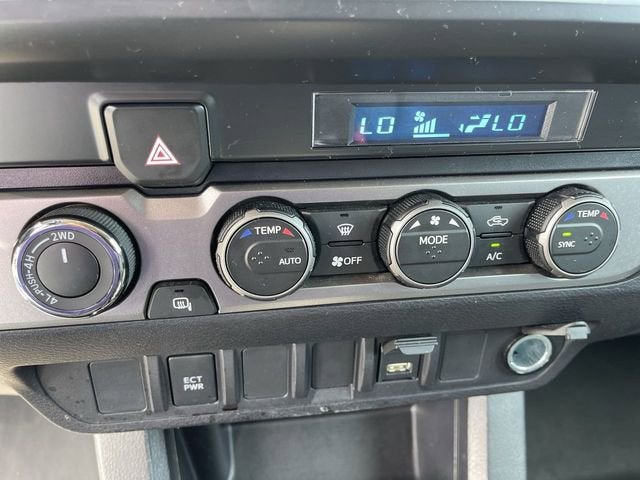 LO LO
2WD
4L-PUSH-4H
TEMP
AUTO
OFF
MODE
A/C
TEMP
SYNC
ECT
PWR